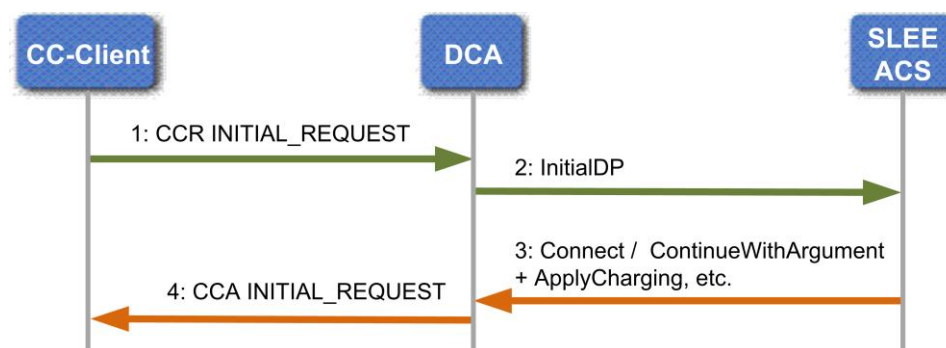 CC-Client
DCA
SLEE
ACS
1: CCR INITIAL_REQUEST
2: InitialDP
3: Connect / ContinueWithArgument
+ ApplyCharging, etc.
4: CCA INITIAL_REQUEST